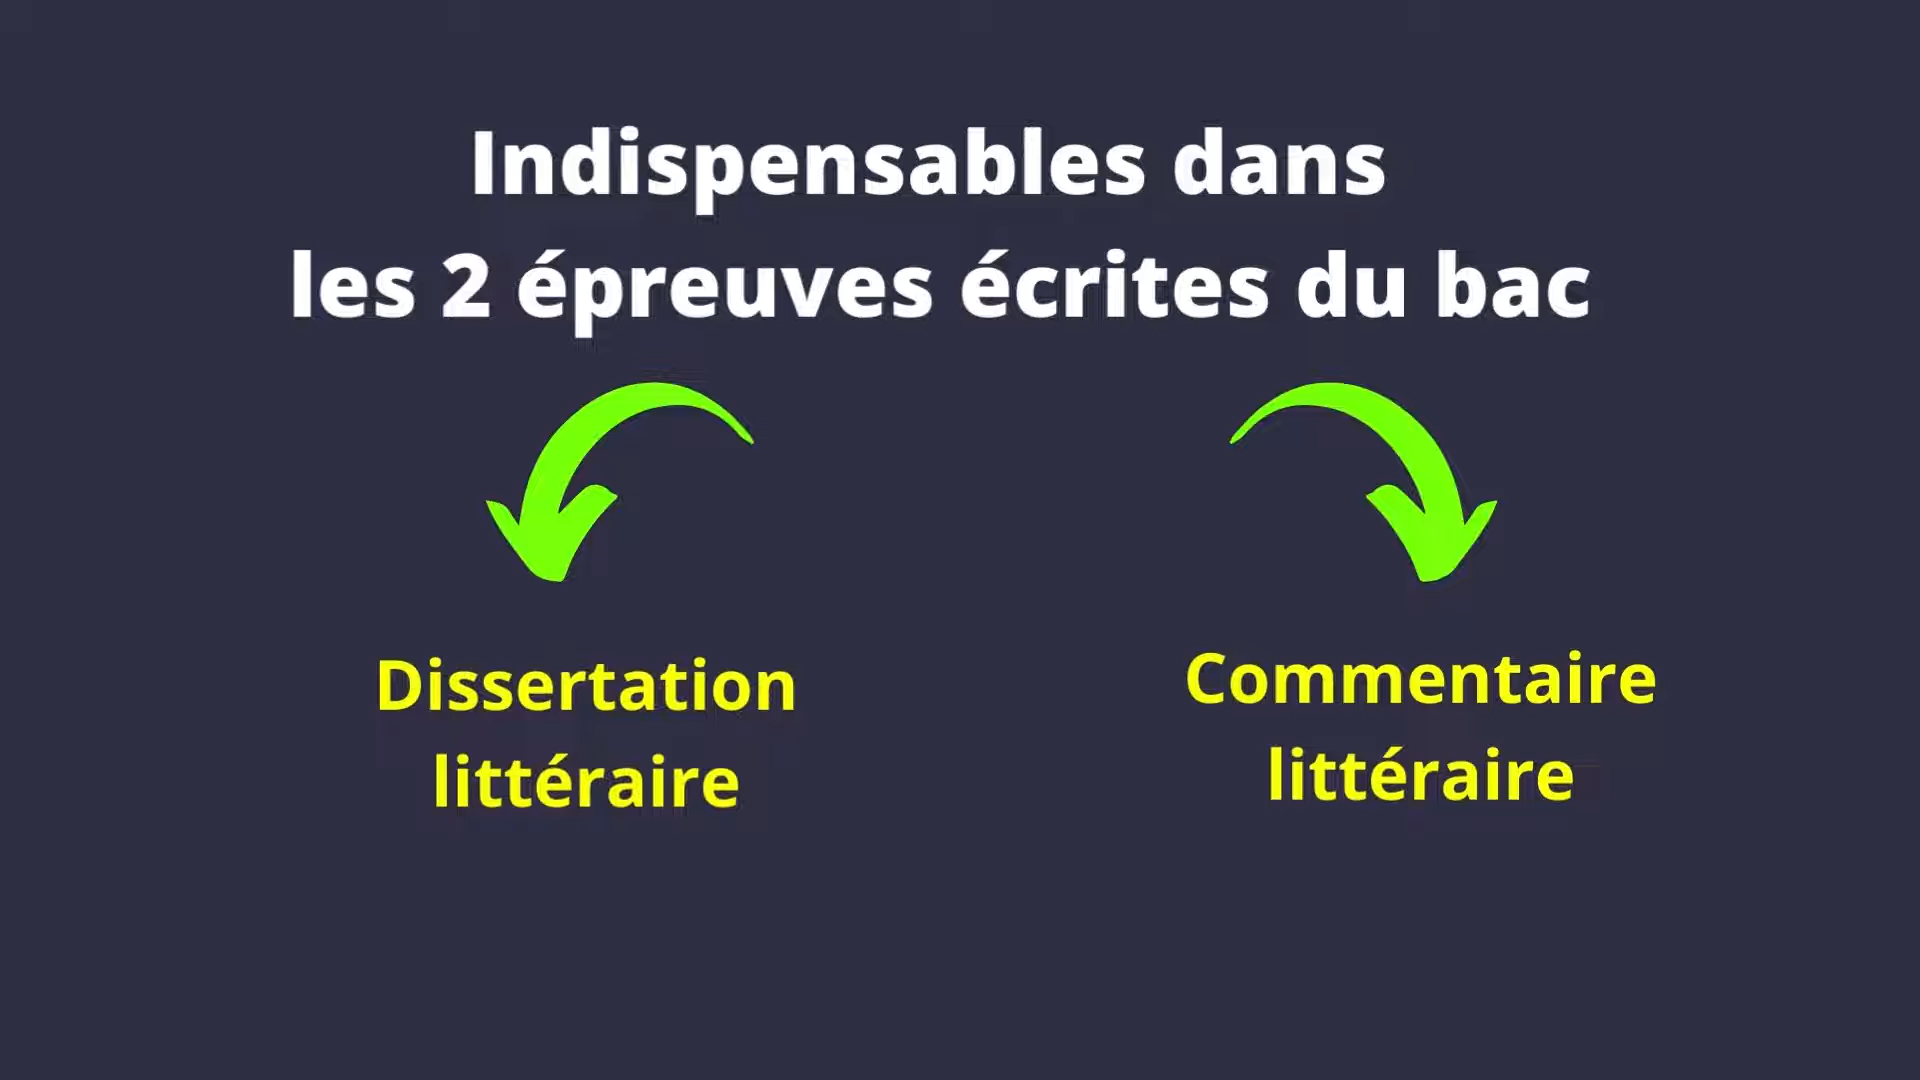 Indispensables dans
les 2 épreuves écrites du bac
Dissertation
littéraire
Commentaire
littéraire